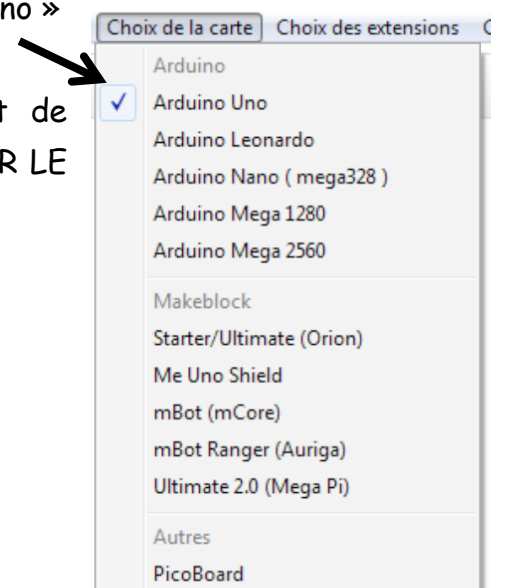 no »
Choix de la carte Choix des extensions
Arduino
Arduino Uno
t de
Arduino Leonardo
R LE
Arduino Nano ( mega328 )
Arduino Mega 1280
Arduino Mega 2560
Makeblock
Starter/Ultimate (Orion)
Me Uno Shield
mBot (mCore)
mBot Ranger (Auriga)
Ultimate 2.0 (Mega Pi)
Autres
PicoBoard